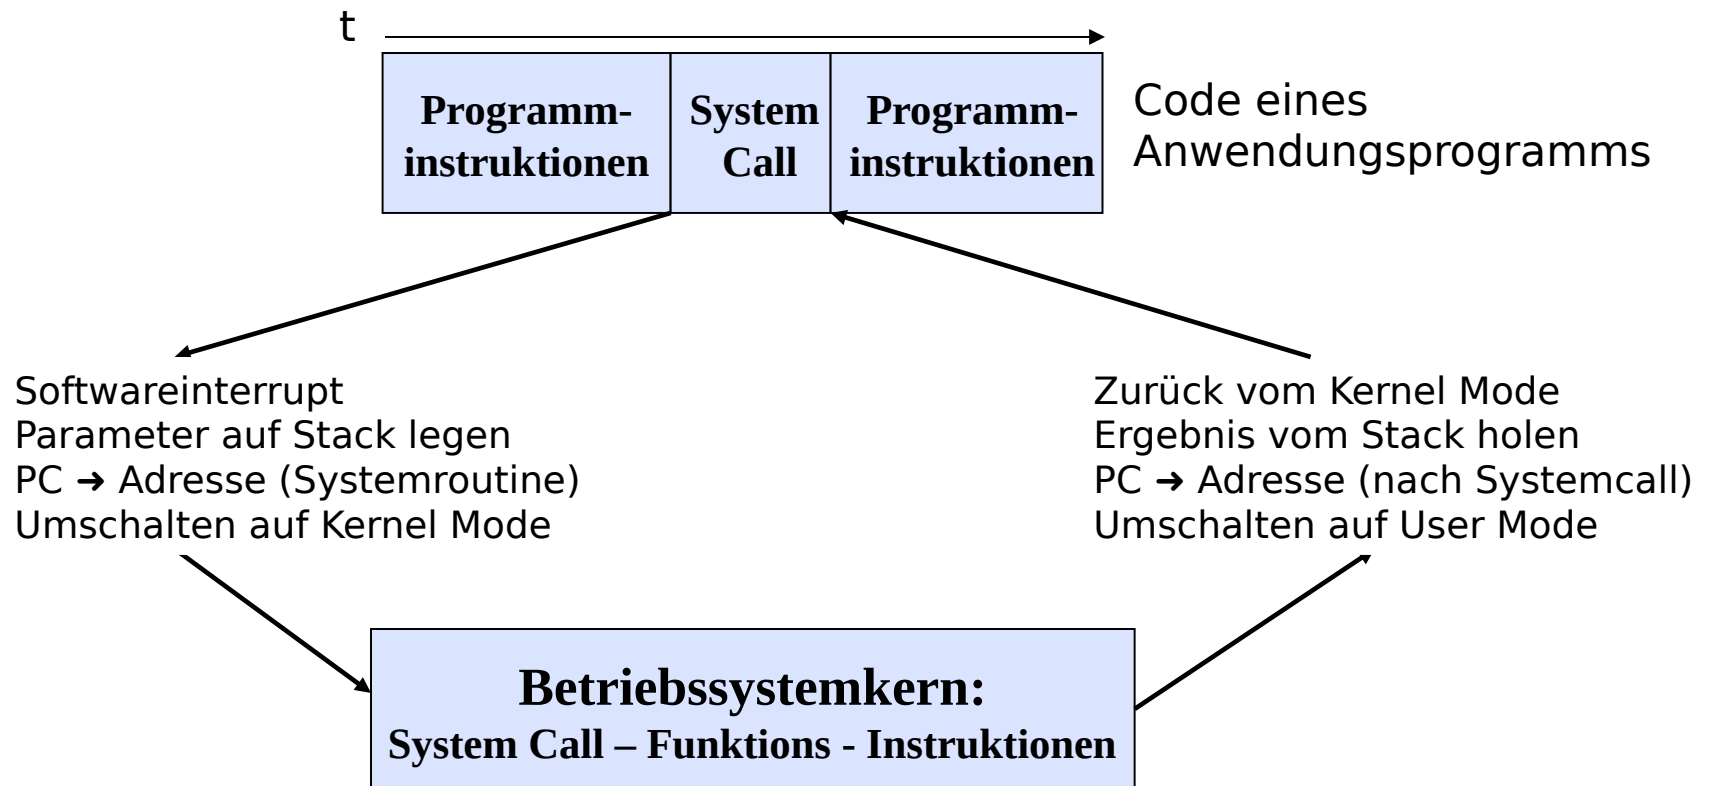 t
Programm-
instruktionen
System
Call
Programm-
instruktionen
Code eines
Anwendungsprogramms
Softwareinterrupt
Parameter auf Stack legen
PC ➜ Adresse (Systemroutine)
Umschalten auf Kernel Mode
Zurück vom Kernel Mode
Ergebnis vom Stack holen
PC ➜ Adresse (nach Systemcall)
Umschalten auf User Mode
Betriebssystemkern:
System Call – Funktions - Instruktionen